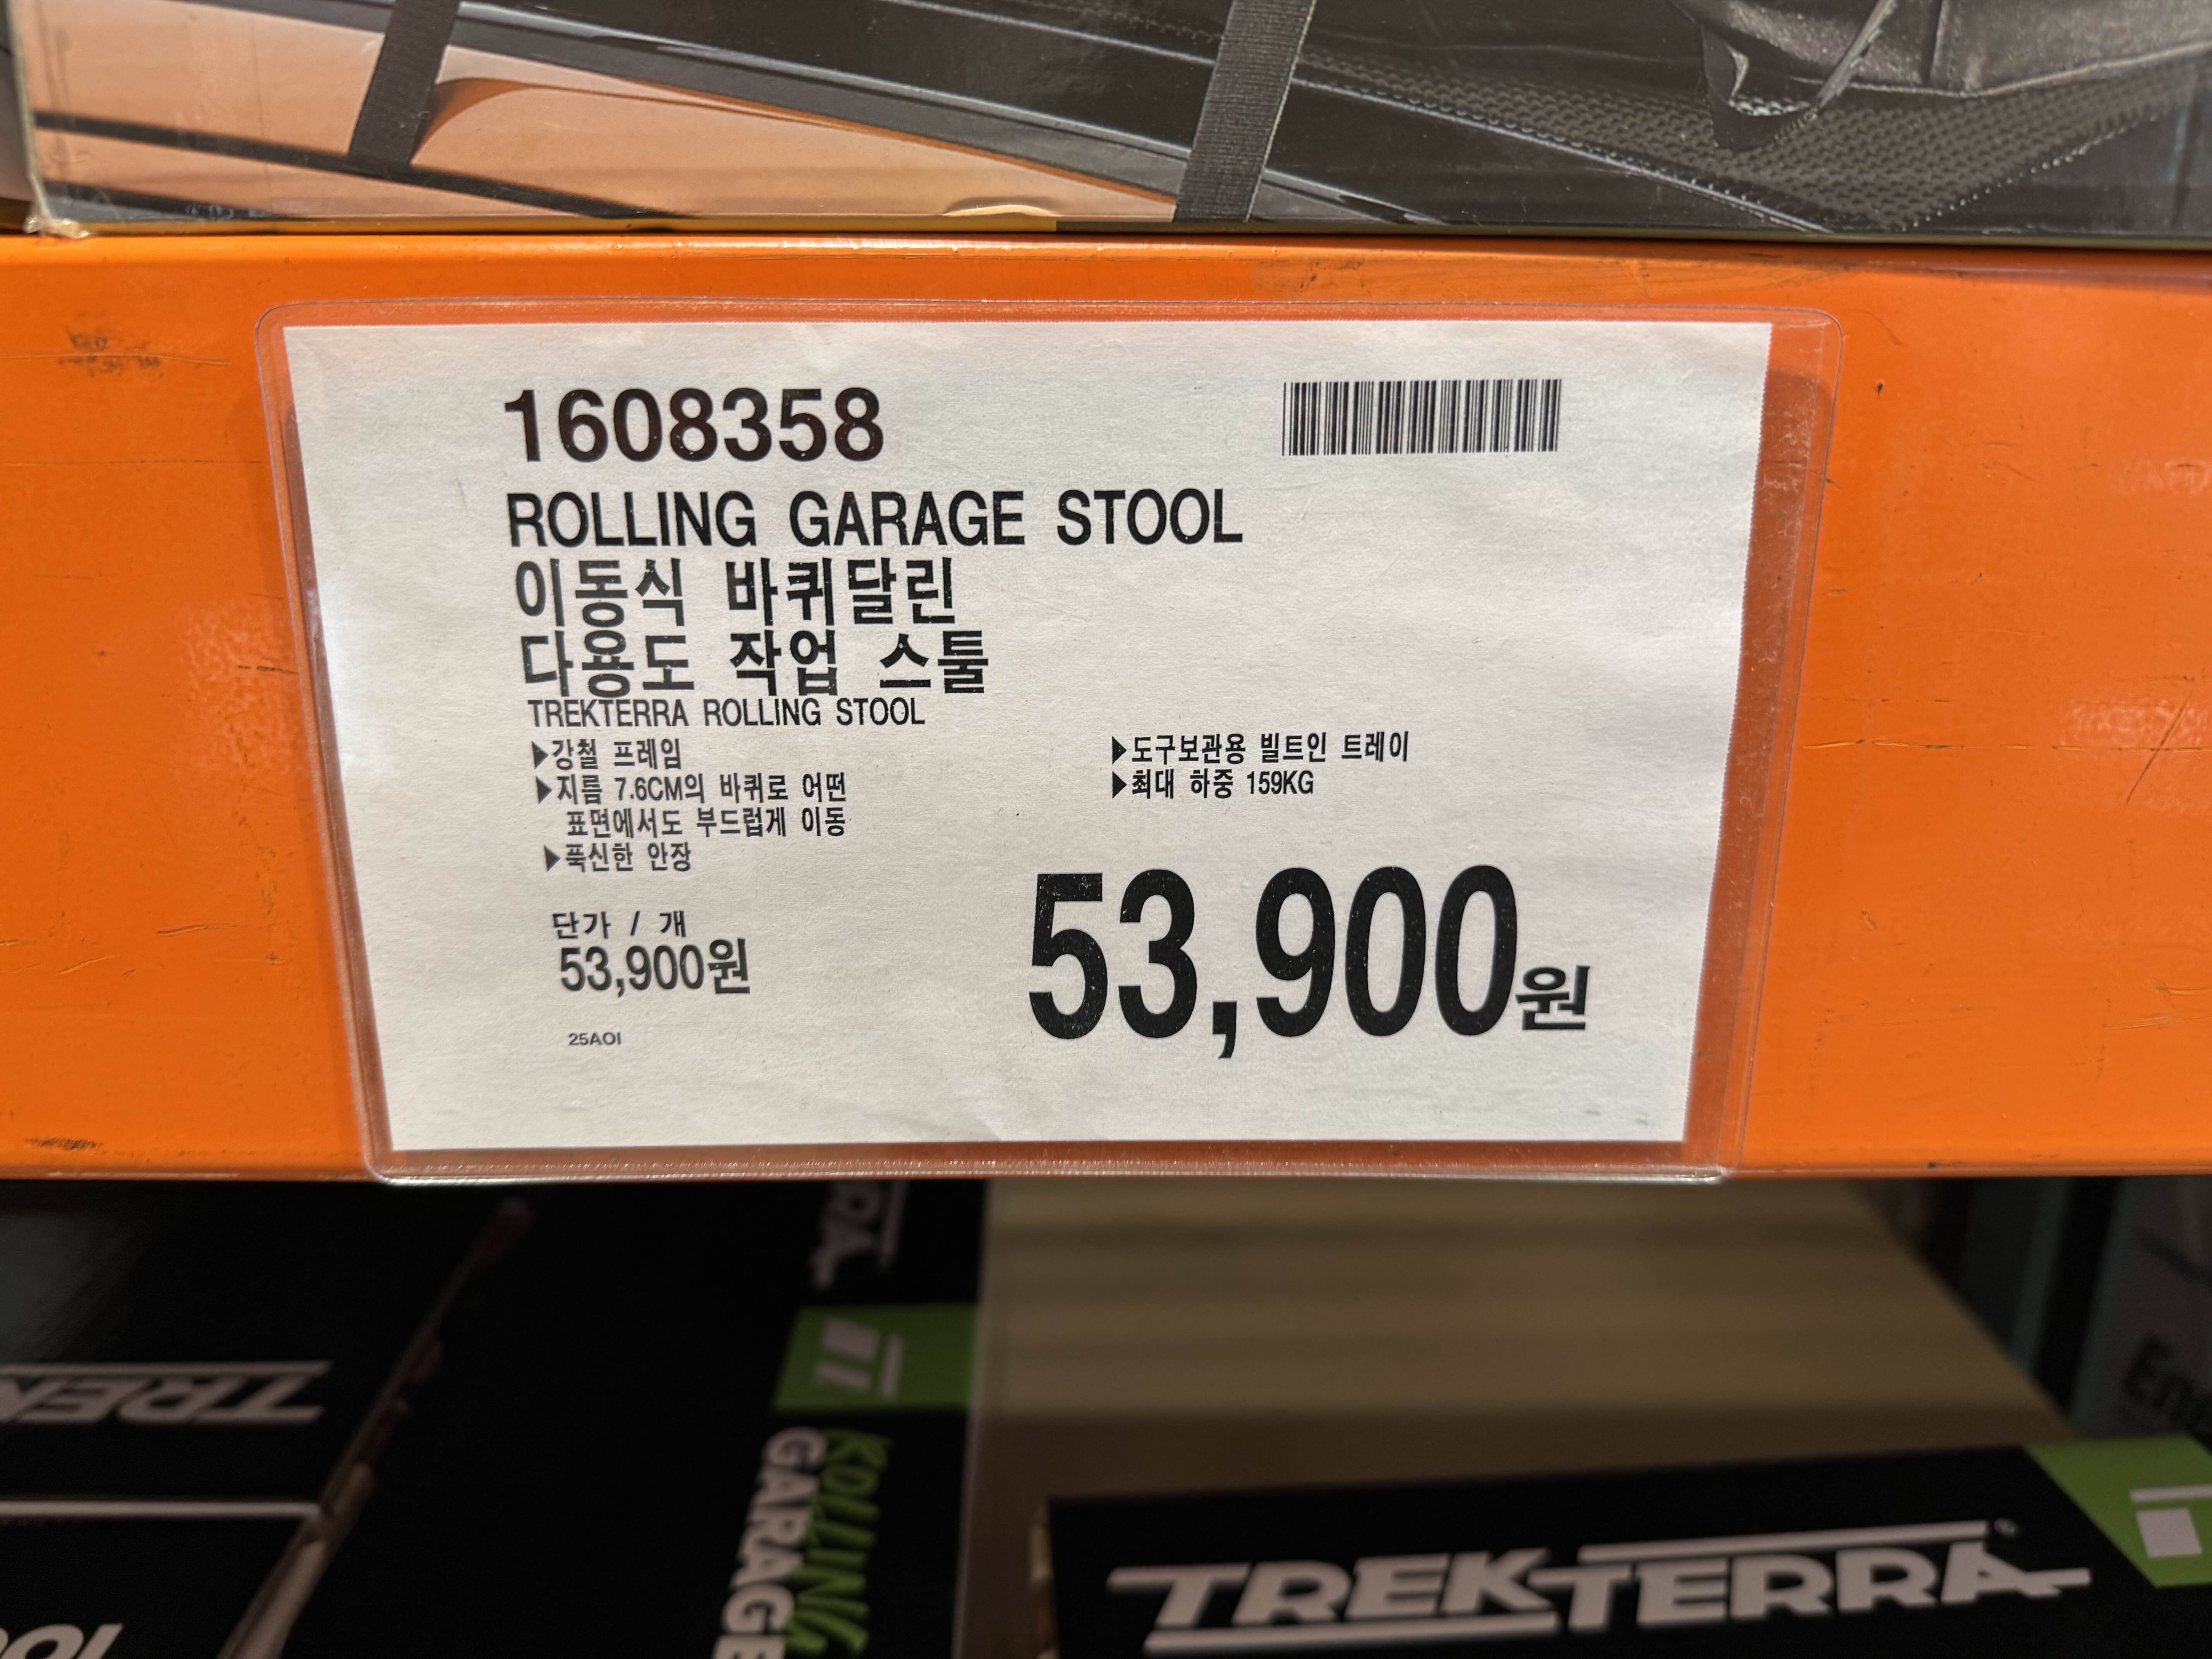 1608358
ROLLING GARAGE STOOL
이동식 바퀴달린
다용도 작업 스툴
TREKTERRA ROLLING STOOL
▶강철 프레임
▶지름 7.6CM의 바퀴로 어떤
표면에서도 부드럽게 이동
▶푹신한 안장
▶도구보관용 빌트인 트레이
▶최대 하중 159KG
단가 / 개
53,900원
53,900원
25AOI
ROLLING
GARAGE
TREKTERRA